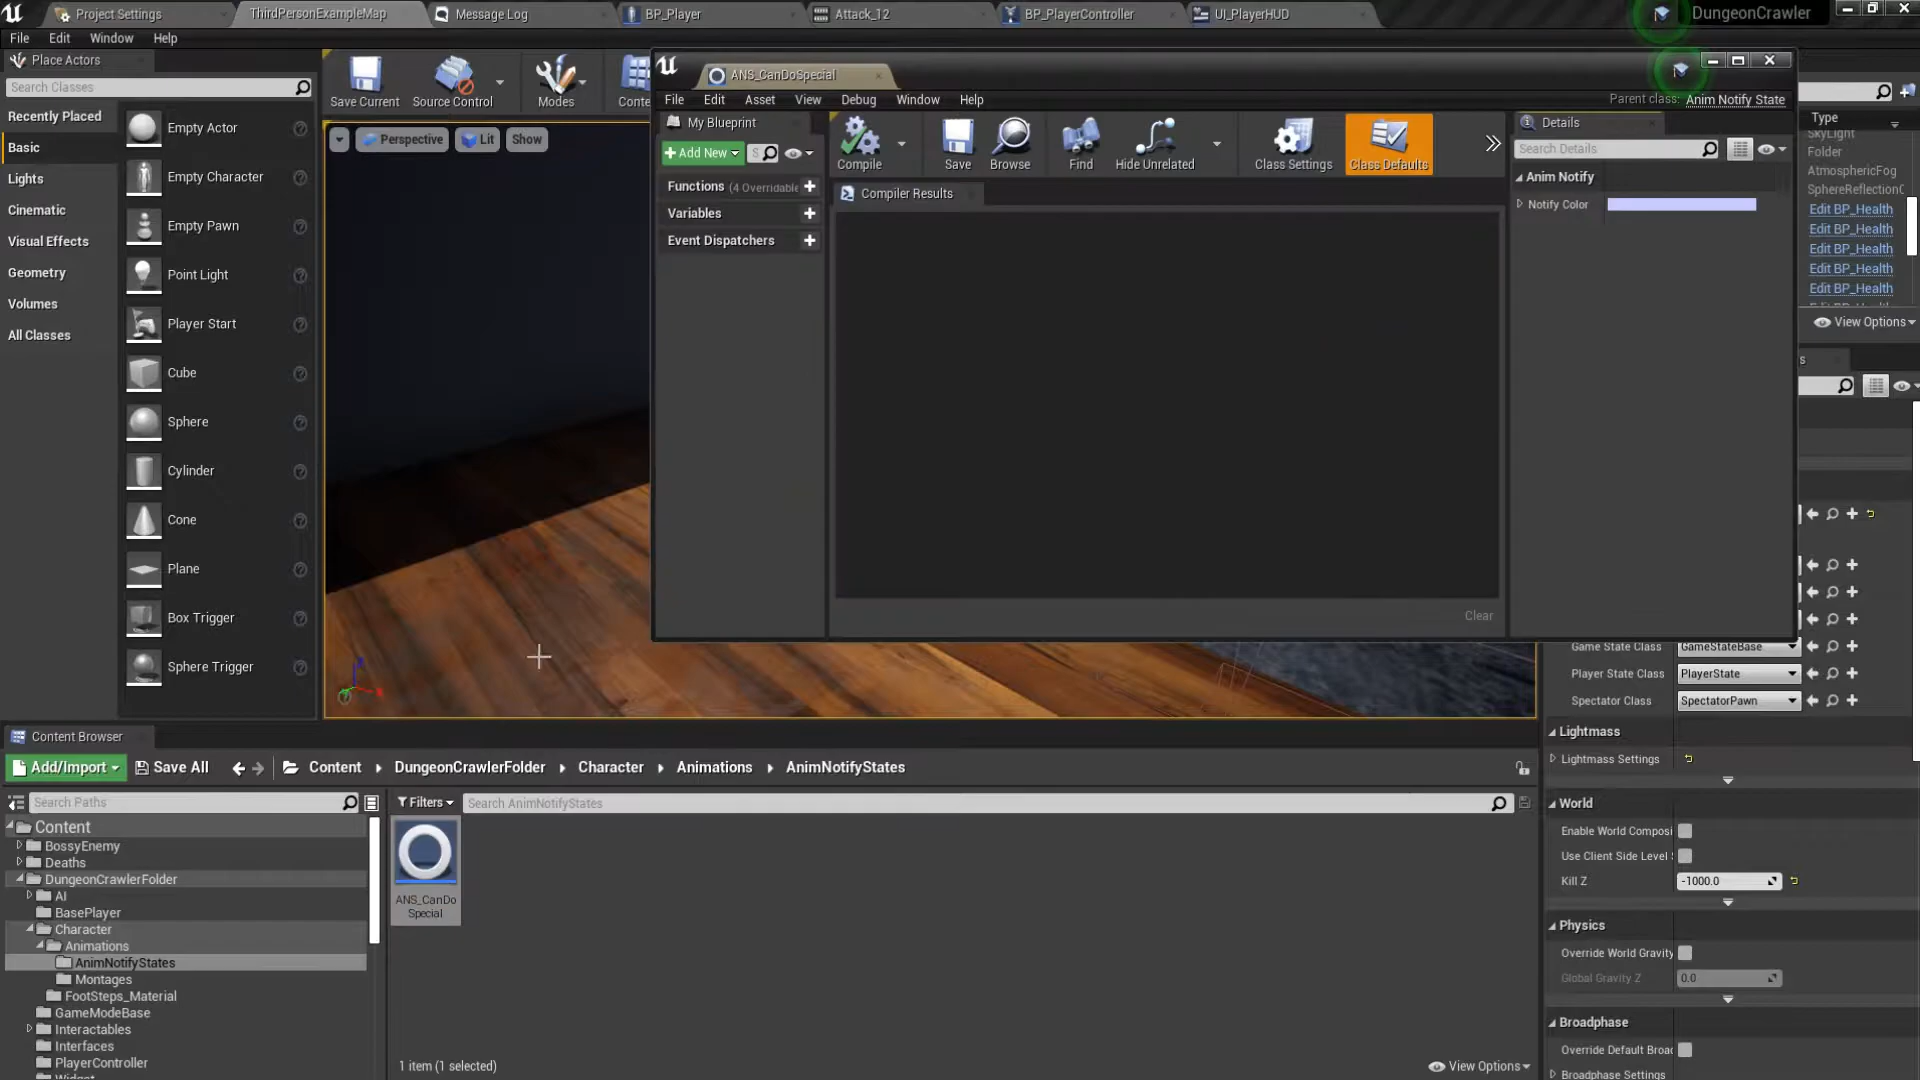 Project Settings
ThirdPersonExampleMap
Message Log
BP_Player
Attack_12
BP_PlayerController
UI_PlayerHUD
DungeonCrawler
File Edit Window Help
Place Actors
Search Classes
Recently Placed
Basic
Lights
Cinematic
Visual Effects
Geometry
Volumes
All Classes
Empty Actor
Empty Character
Empty Pawn
Point Light
Player Start
Cube
Sphere
Cylinder
Cone
Plane
Box Trigger
Sphere Trigger
Save Current
Source Control
Modes
Conte
Perspective
Lit
Show
ANS_CanDoSpecial
File Edit Asset View Debug Window Help
Parent class: Anim Notify State
My Blueprint
+Add New
Functions (4 Overridable
Variables
Event Dispatchers
Compile
Save
Browse
Find
Hide Unrelated
Class Settings
Class Defaults
Compiler Results
Clear
Details
Search Details
Anim Notify
Notify Color
Type
SkyLight
Folder
AtmosphericFog
SphereReflectionC
Edit BP_Health
Edit BP_Health
Edit BP_Health
Edit BP_Health
Edit BP_Health
View Options
Game State Class GameStateBase
Player State Class PlayerState
Spectator Class SpectatorPawn
Lightmass
Lightmass Settings
World
Enable World Composi
Use Client Side Level
Kill Z -1000.0
Physics
Override World Gravity
Global Gravity Z 0.0
Broadphase
Override Default Broad
Broadphase Settings
Content Browser
Add/Import
Save All
Content DungeonCrawlerFolder Character Animations AnimNotifyStates
Search Paths
Filters
Search AnimNotifyStates
Content
BossyEnemy
Deaths
DungeonCrawlerFolder
AI
BasePlayer
Character
Animations
AnimNotifyStates
Montages
FootSteps_Material
GameModeBase
Interactables
Interfaces
PlayerController
ANS_CanDo
Special
1 item (1 selected)
View Options